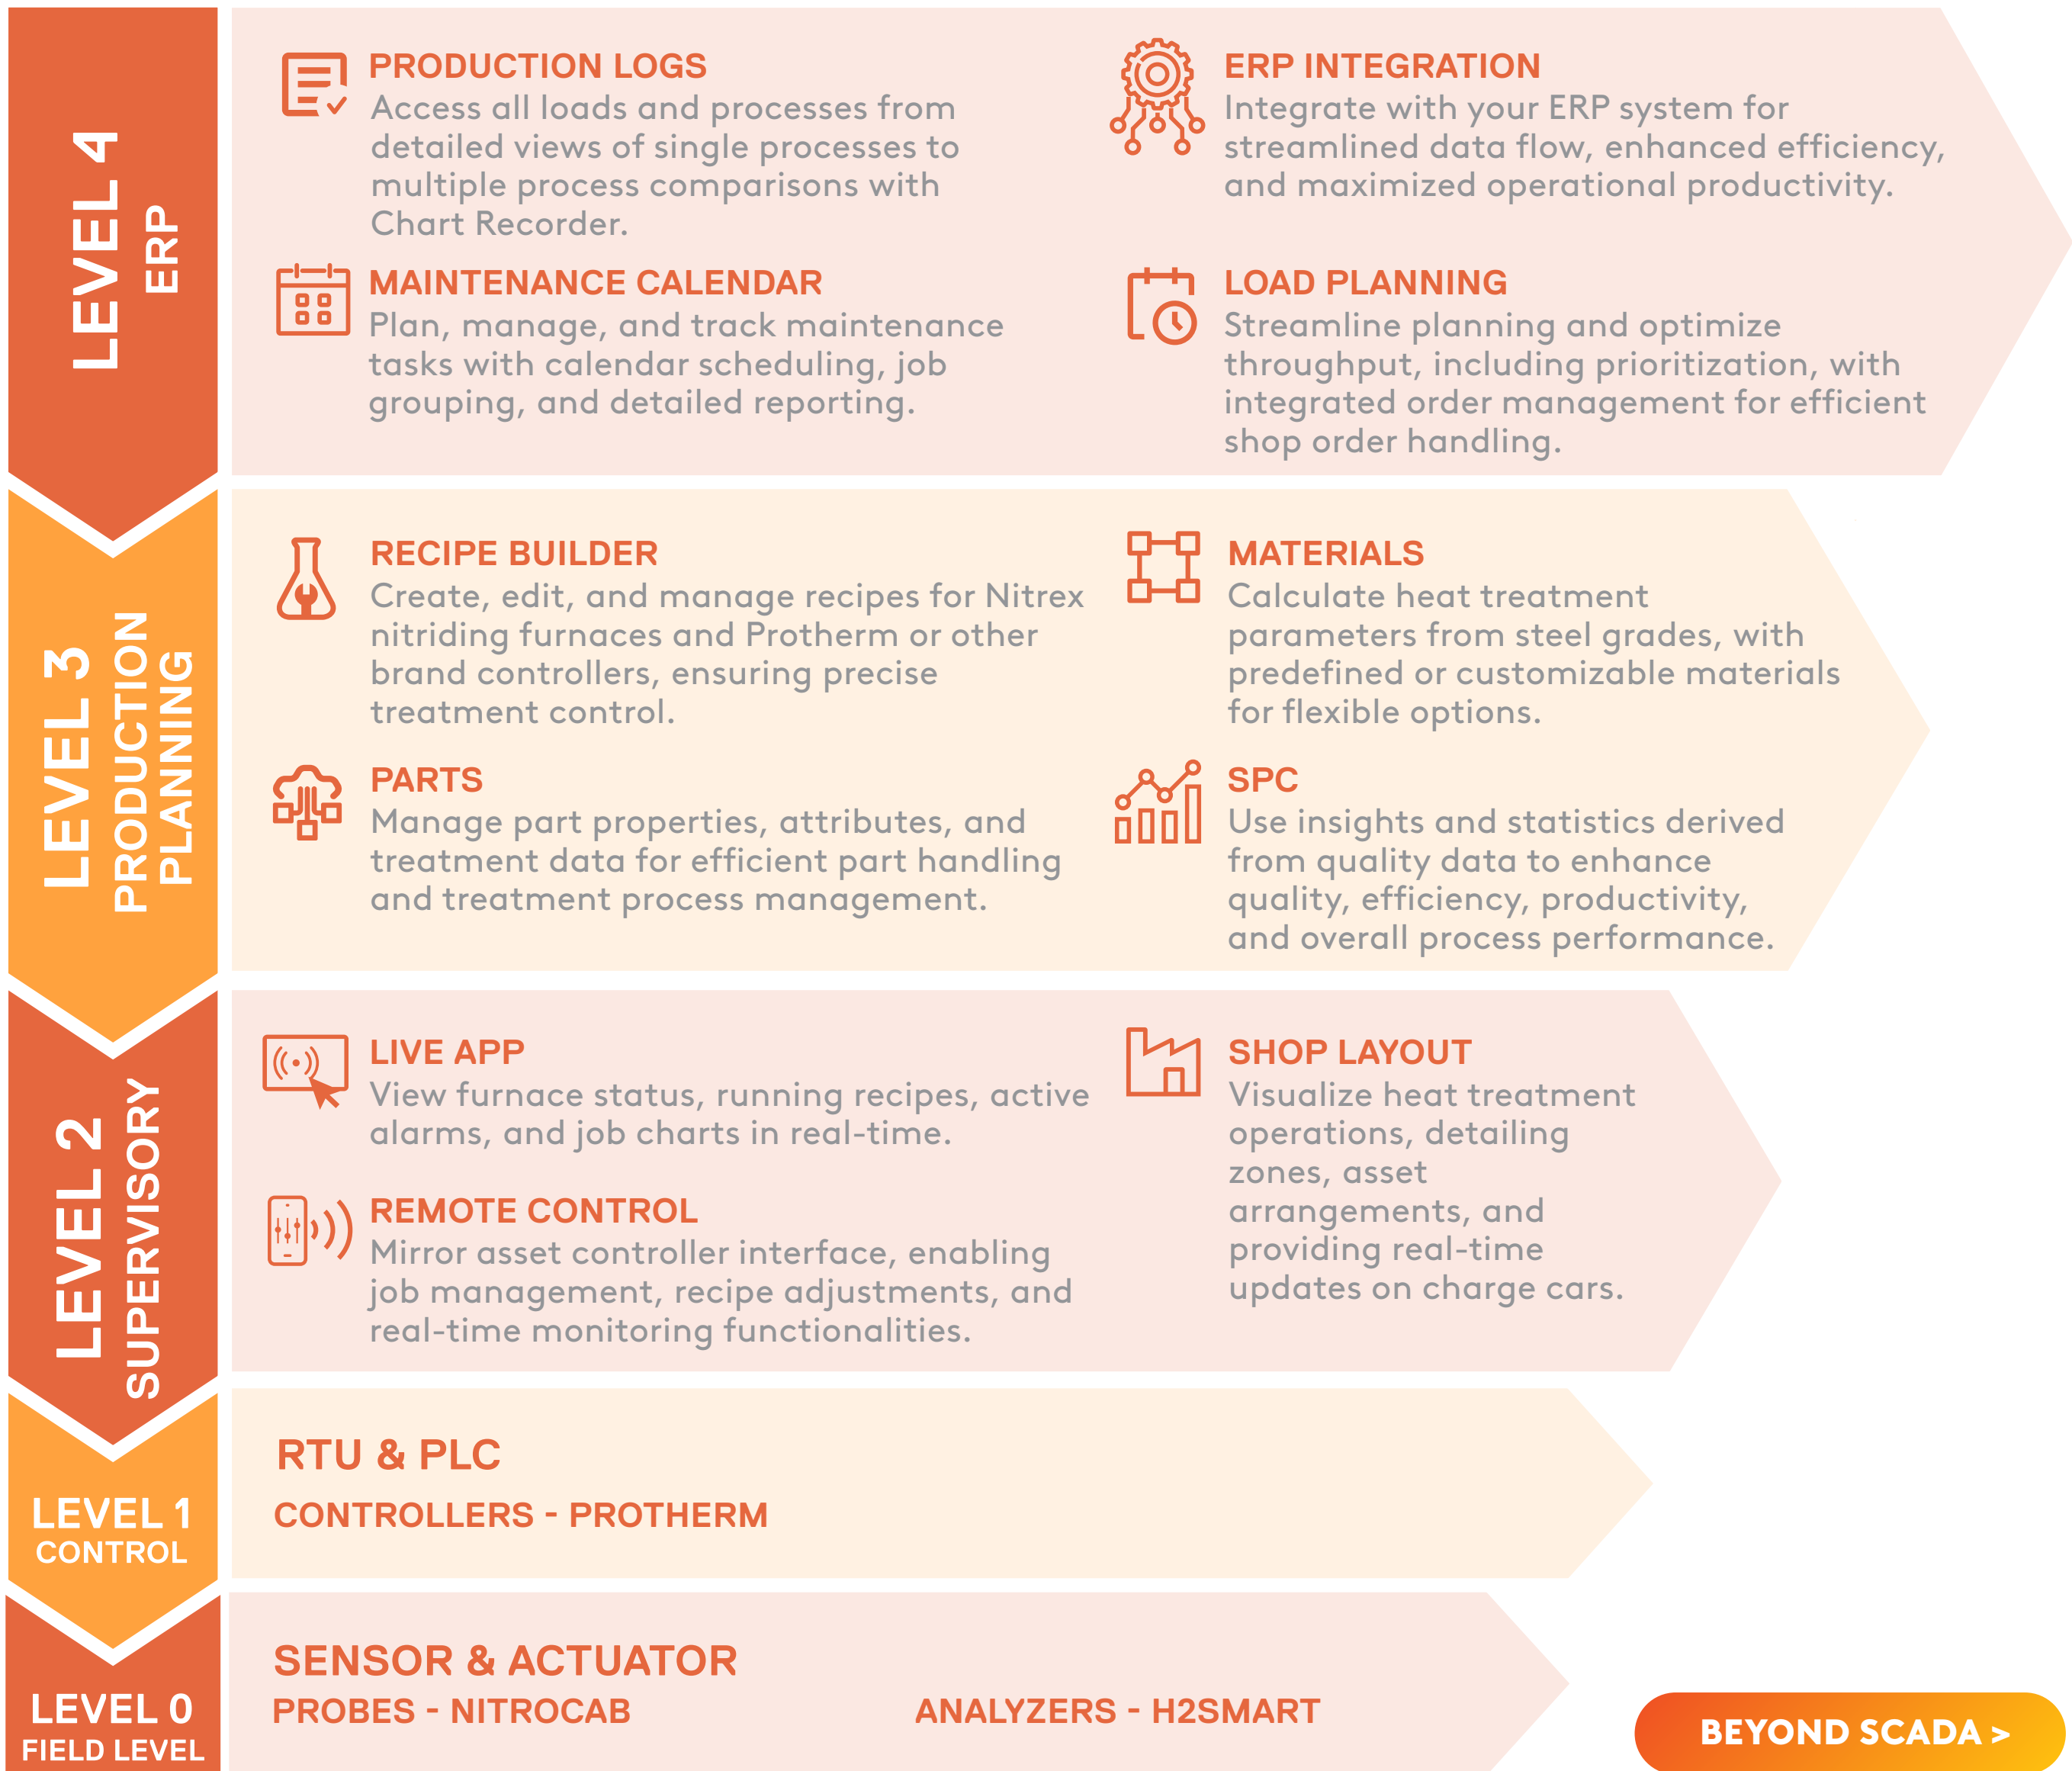 LEVEL 4
ERP
PRODUCTION LOGS
Access all loads and processes from
detailed views of single processes to
multiple process comparisons with
Chart Recorder.
ERP INTEGRATION
Integrate with your ERP system for
streamlined data flow, enhanced efficiency,
and maximized operational productivity.
MAINTENANCE CALENDAR
Plan, manage, and track maintenance
tasks with calendar scheduling, job
grouping, and detailed reporting.
LOAD PLANNING
Streamline planning and optimize
throughput, including prioritization, with
integrated order management for efficient
shop order handling.
LEVEL 3
PRODUCTION
PLANNING
RECIPE BUILDER
Create, edit, and manage recipes for Nitrex
nitriding furnaces and Protherm or other
brand controllers, ensuring precise
treatment control.
MATERIALS
Calculate heat treatment
parameters from steel grades, with
predefined or customizable materials
for flexible options.
PARTS
Manage part properties, attributes, and
treatment data for efficient part handling
and treatment process management.
SPC
Use insights and statistics derived
from quality data to enhance
quality, efficiency, productivity,
and overall process performance.
LEVEL 2
SUPERVISORY
LIVE APP
View furnace status, running recipes, active
alarms, and job charts in real-time.
REMOTE CONTROL
Mirror asset controller interface, enabling
job management, recipe adjustments, and
real-time monitoring functionalities.
SHOP LAYOUT
Visualize heat treatment
operations, detailing
zones, asset
arrangements, and
providing real-time
updates on charge cars.
LEVEL 1
CONTROL
RTU & PLC
CONTROLLERS - PROTHERM
LEVEL 0
FIELD LEVEL
SENSOR & ACTUATOR
PROBES - NITROCAB
ANALYZERS - H2SMART
BEYOND SCADA >